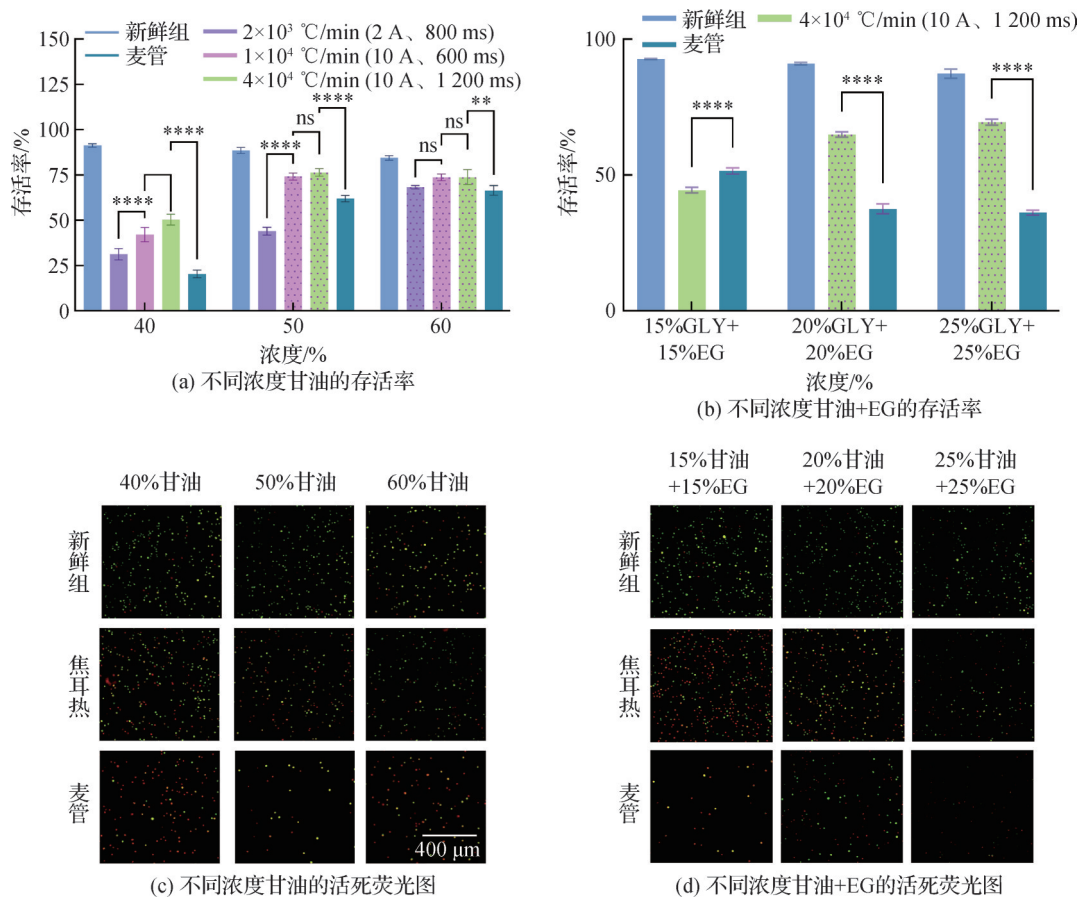 新鲜组
麦管
2×10³ ℃/min (2 A、800 ms)
1×10⁴ ℃/min (10 A、600 ms)
4×10⁴ ℃/min (10 A、1 200 ms)
150
125
100
75
50
25
0
存活率/%
****
****
****
ns
****
ns
ns
**
40
50
60
浓度/%
(a) 不同浓度甘油的存活率
新鲜组
麦管
4×10⁴ ℃/min (10 A、1 200 ms)
100
50
0
存活率/%
****
****
****
15%GLY+
15%EG
20%GLY+
20%EG
25%GLY+
25%EG
浓度/%
(b) 不同浓度甘油+EG的存活率
40%甘油
50%甘油
60%甘油
新鲜组
焦耳热
麦管
400 μm
(c) 不同浓度甘油的活死荧光图
15%甘油
+15%EG
20%甘油
+20%EG
25%甘油
+25%EG
新鲜组
焦耳热
麦管
(d) 不同浓度甘油+EG的活死荧光图